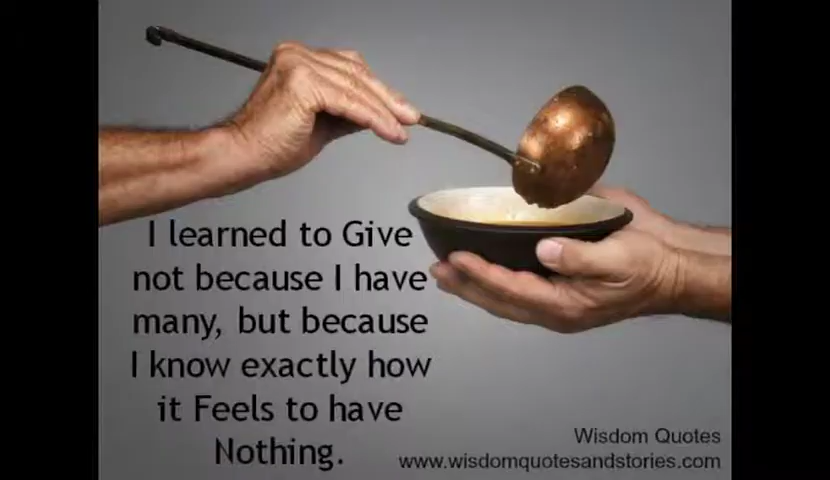 I learned to Give
not because I have
many, but because
I know exactly how
it Feels to have
Nothing.
Wisdom Quotes
www.wisdomquotesandstories.com